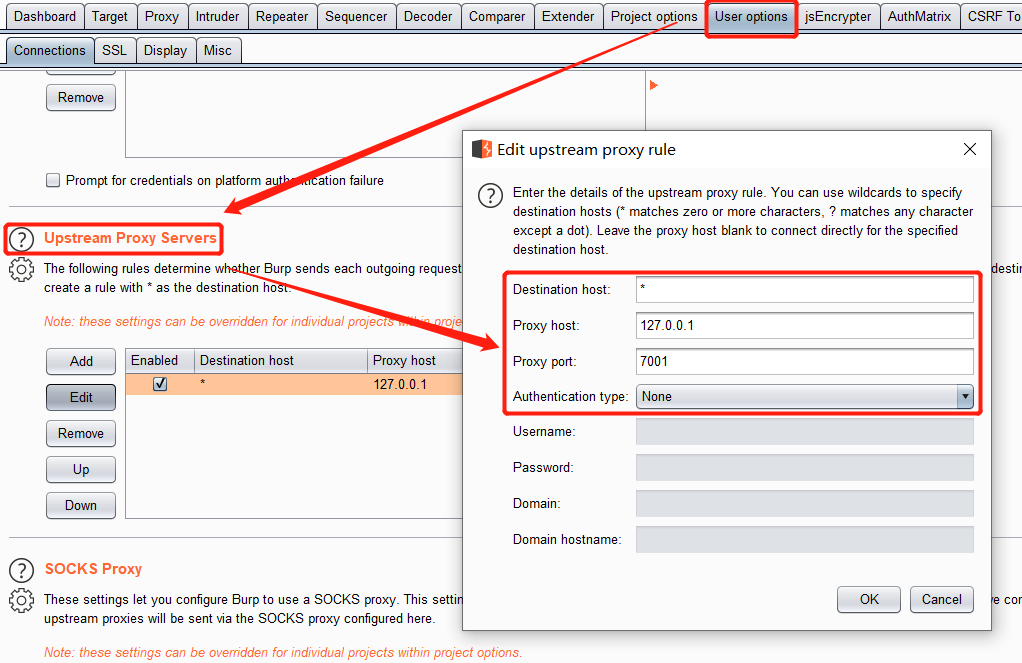 Dashboard Target Proxy Intruder Repeater Sequencer Decoder Comparer Extender Project options User options jsEncrypter AuthMatrix CSRF To
Connections SSL Display Misc
Remove
Prompt for credentials on platform authentication failure
? Upstream Proxy Servers
The following rules determine whether Burp sends each outgoing request
destin
create a rule with * as the destination host.
Note: these settings can be overridden for individual projects within proje
Add
Edit
Remove
Up
Down
Enabled Destination host Proxy host
* 127.0.0.1
? SOCKS Proxy
These settings let you configure Burp to use a SOCKS proxy. This settin
e con
upstream proxies will be sent via the SOCKS proxy configured here.
Note: these settings can be overridden for individual projects within project options.
Edit upstream proxy rule
? Enter the details of the upstream proxy rule. You can use wildcards to specify
destination hosts (* matches zero or more characters, ? matches any character
except a dot). Leave the proxy host blank to connect directly for the specified
destination host.
Destination host: *
Proxy host: 127.0.0.1
Proxy port: 7001
Authentication type: None
Username:
Password:
Domain:
Domain hostname:
OK Cancel